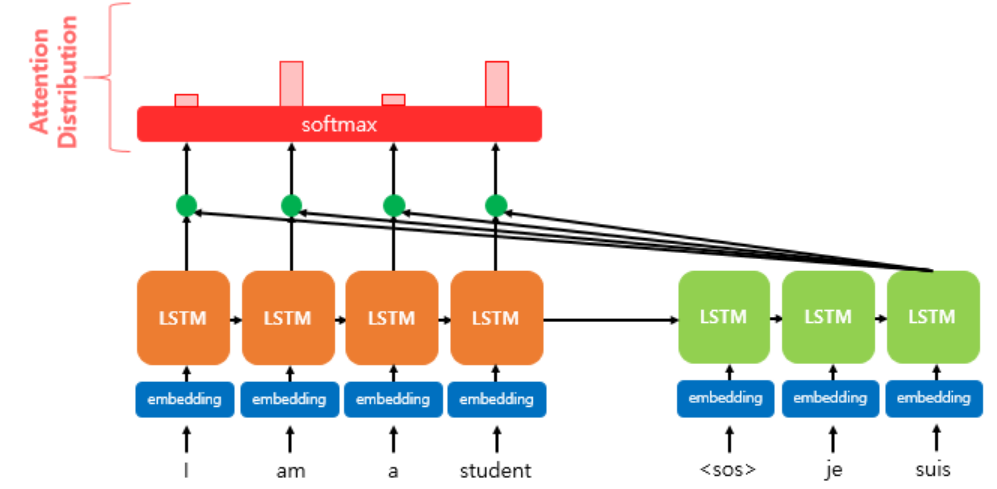 Attention
Distribution
softmax
LSTM LSTM LSTM LSTM LSTM LSTM LSTM
embedding embedding embedding embedding embedding embedding embedding
I am a student <sos> je suis